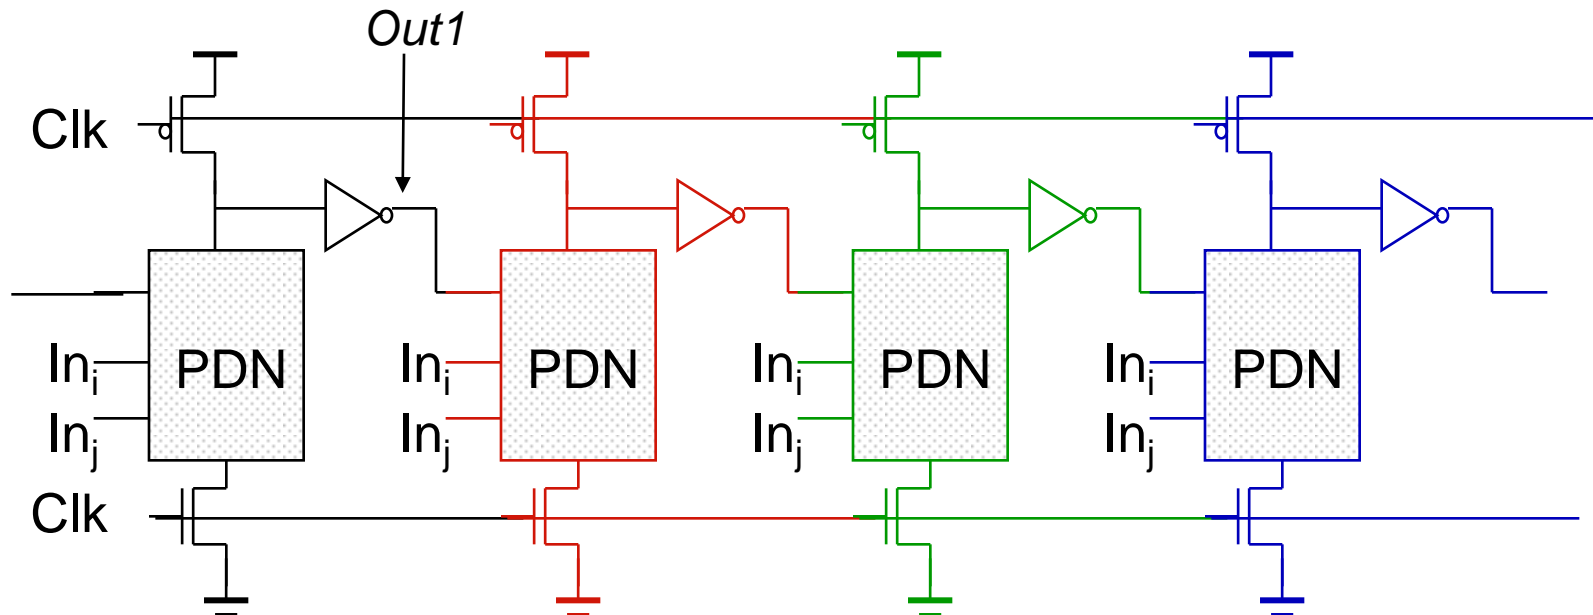 Out1
Clk
PDN PDN PDN PDN
In_i In_i In_i In_i
In_j In_j In_j In_j
Clk